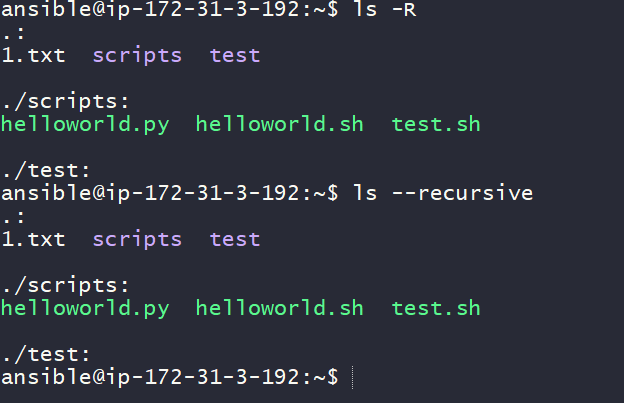 ansible@ip-172-31-3-192:~$ ls -R
.:
1.txt  scripts  test

./scripts:
helloworld.py  helloworld.sh  test.sh

./test:
ansible@ip-172-31-3-192:~$ ls --recursive
.:
1.txt  scripts  test

./scripts:
helloworld.py  helloworld.sh  test.sh

./test:
ansible@ip-172-31-3-192:~$